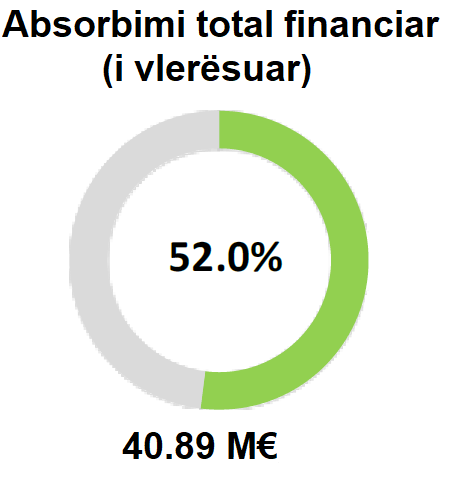 Absorbimi total financiar
(i vlerësuar)
52.0%
40.89 M€